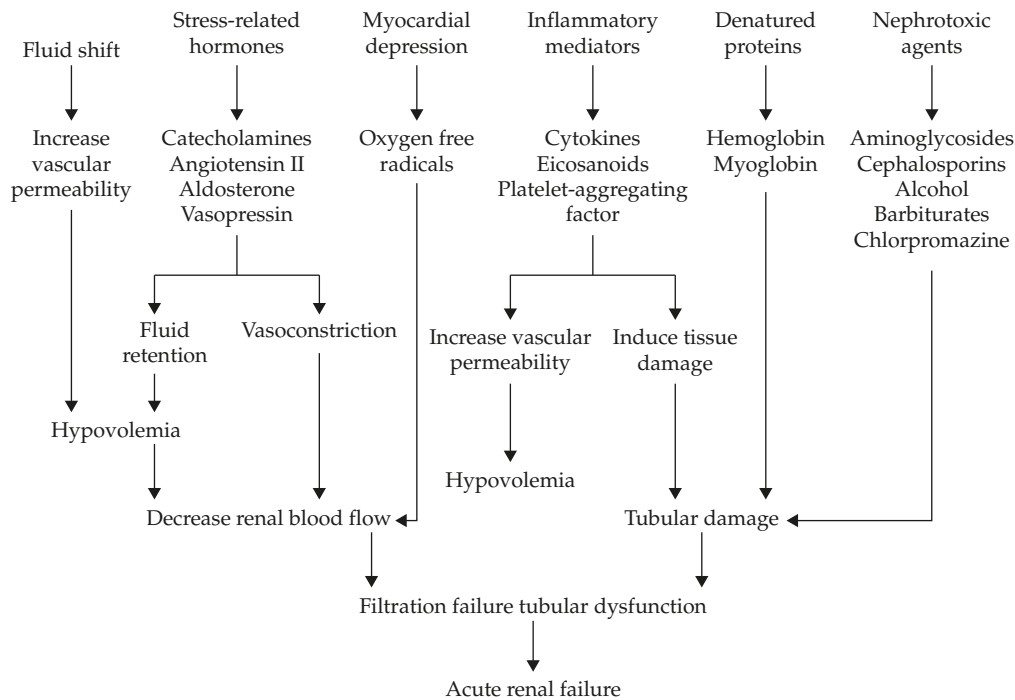 Fluid shift
Stress-related
hormones
Myocardial
depression
Inflammatory
mediators
Denatured
proteins
Nephrotoxic
agents
Increase
vascular
permeability
Catecholamines
Angiotensin II
Aldosterone
Vasopressin
Oxygen free
radicals
Cytokines
Eicosanoids
Platelet-aggregating
factor
Hemoglobin
Myoglobin
Aminoglycosides
Cephalosporins
Alcohol
Barbiturates
Chlorpromazine
Fluid
retention
Vasoconstriction
Increase vascular
permeability
Induce tissue
damage
Hypovolemia
Hypovolemia
Decrease renal blood flow
Tubular damage
Filtration failure tubular dysfunction
Acute renal failure